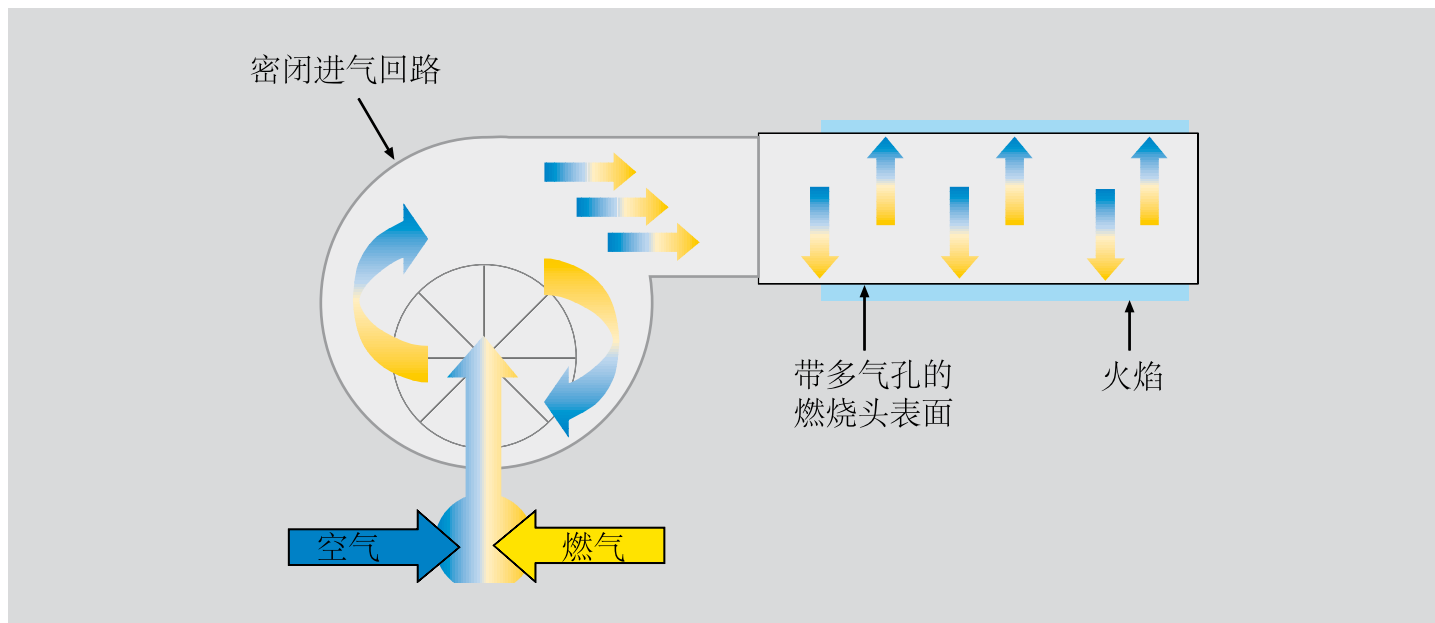 密闭进气回路
带多气孔的
燃烧头表面
火焰
空气
燃气